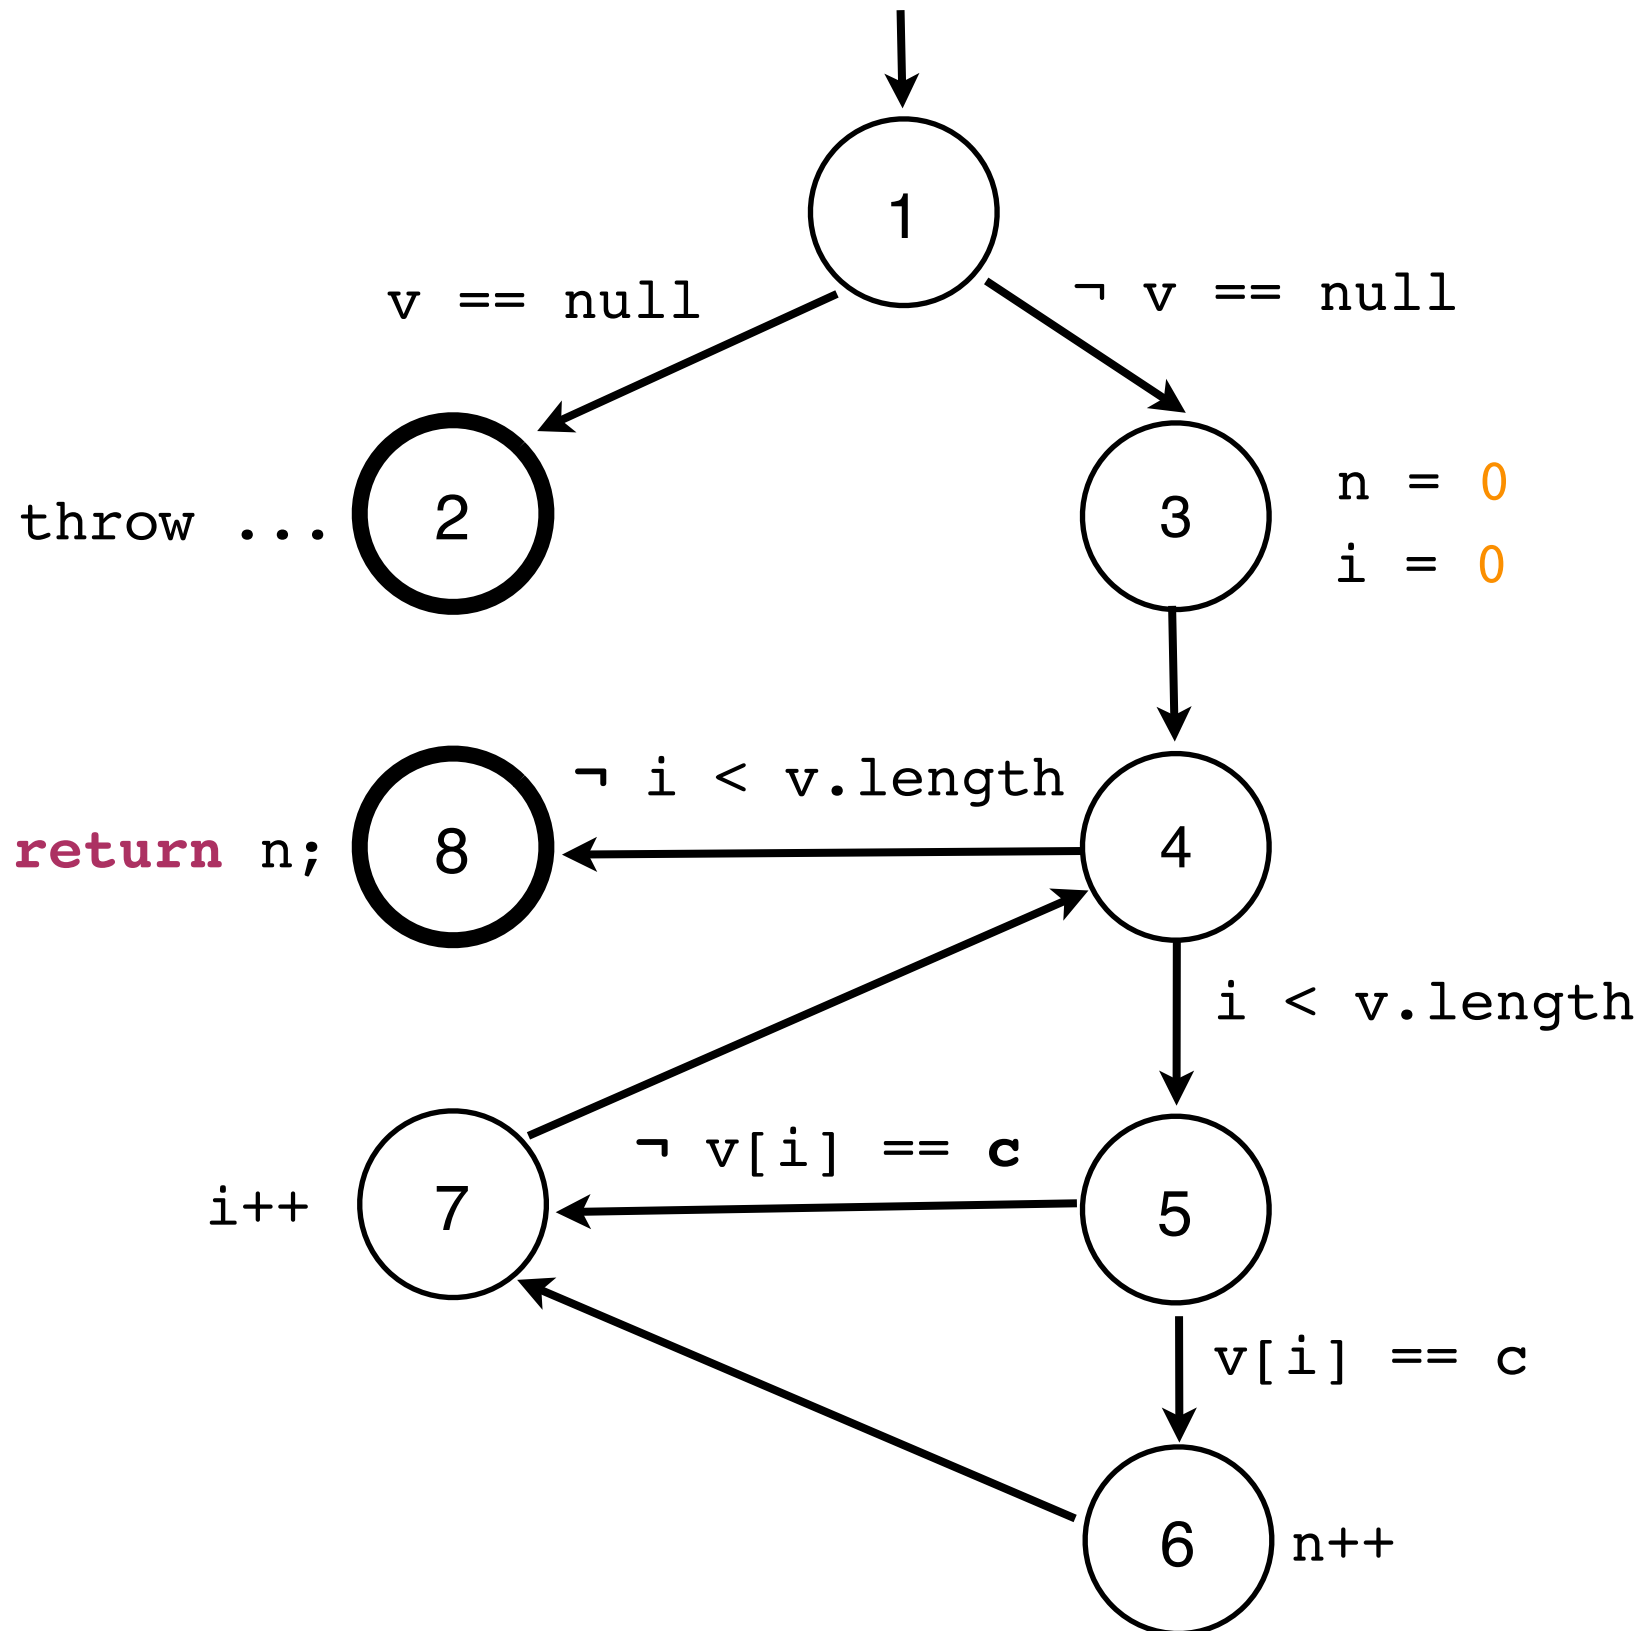 1
v == null
¬ v == null
throw ...
2
3
n = 0
i = 0
return n;
8
¬ i < v.length
4
i < v.length
i++
7
¬ v[i] == c
5
v[i] == c
6
n++